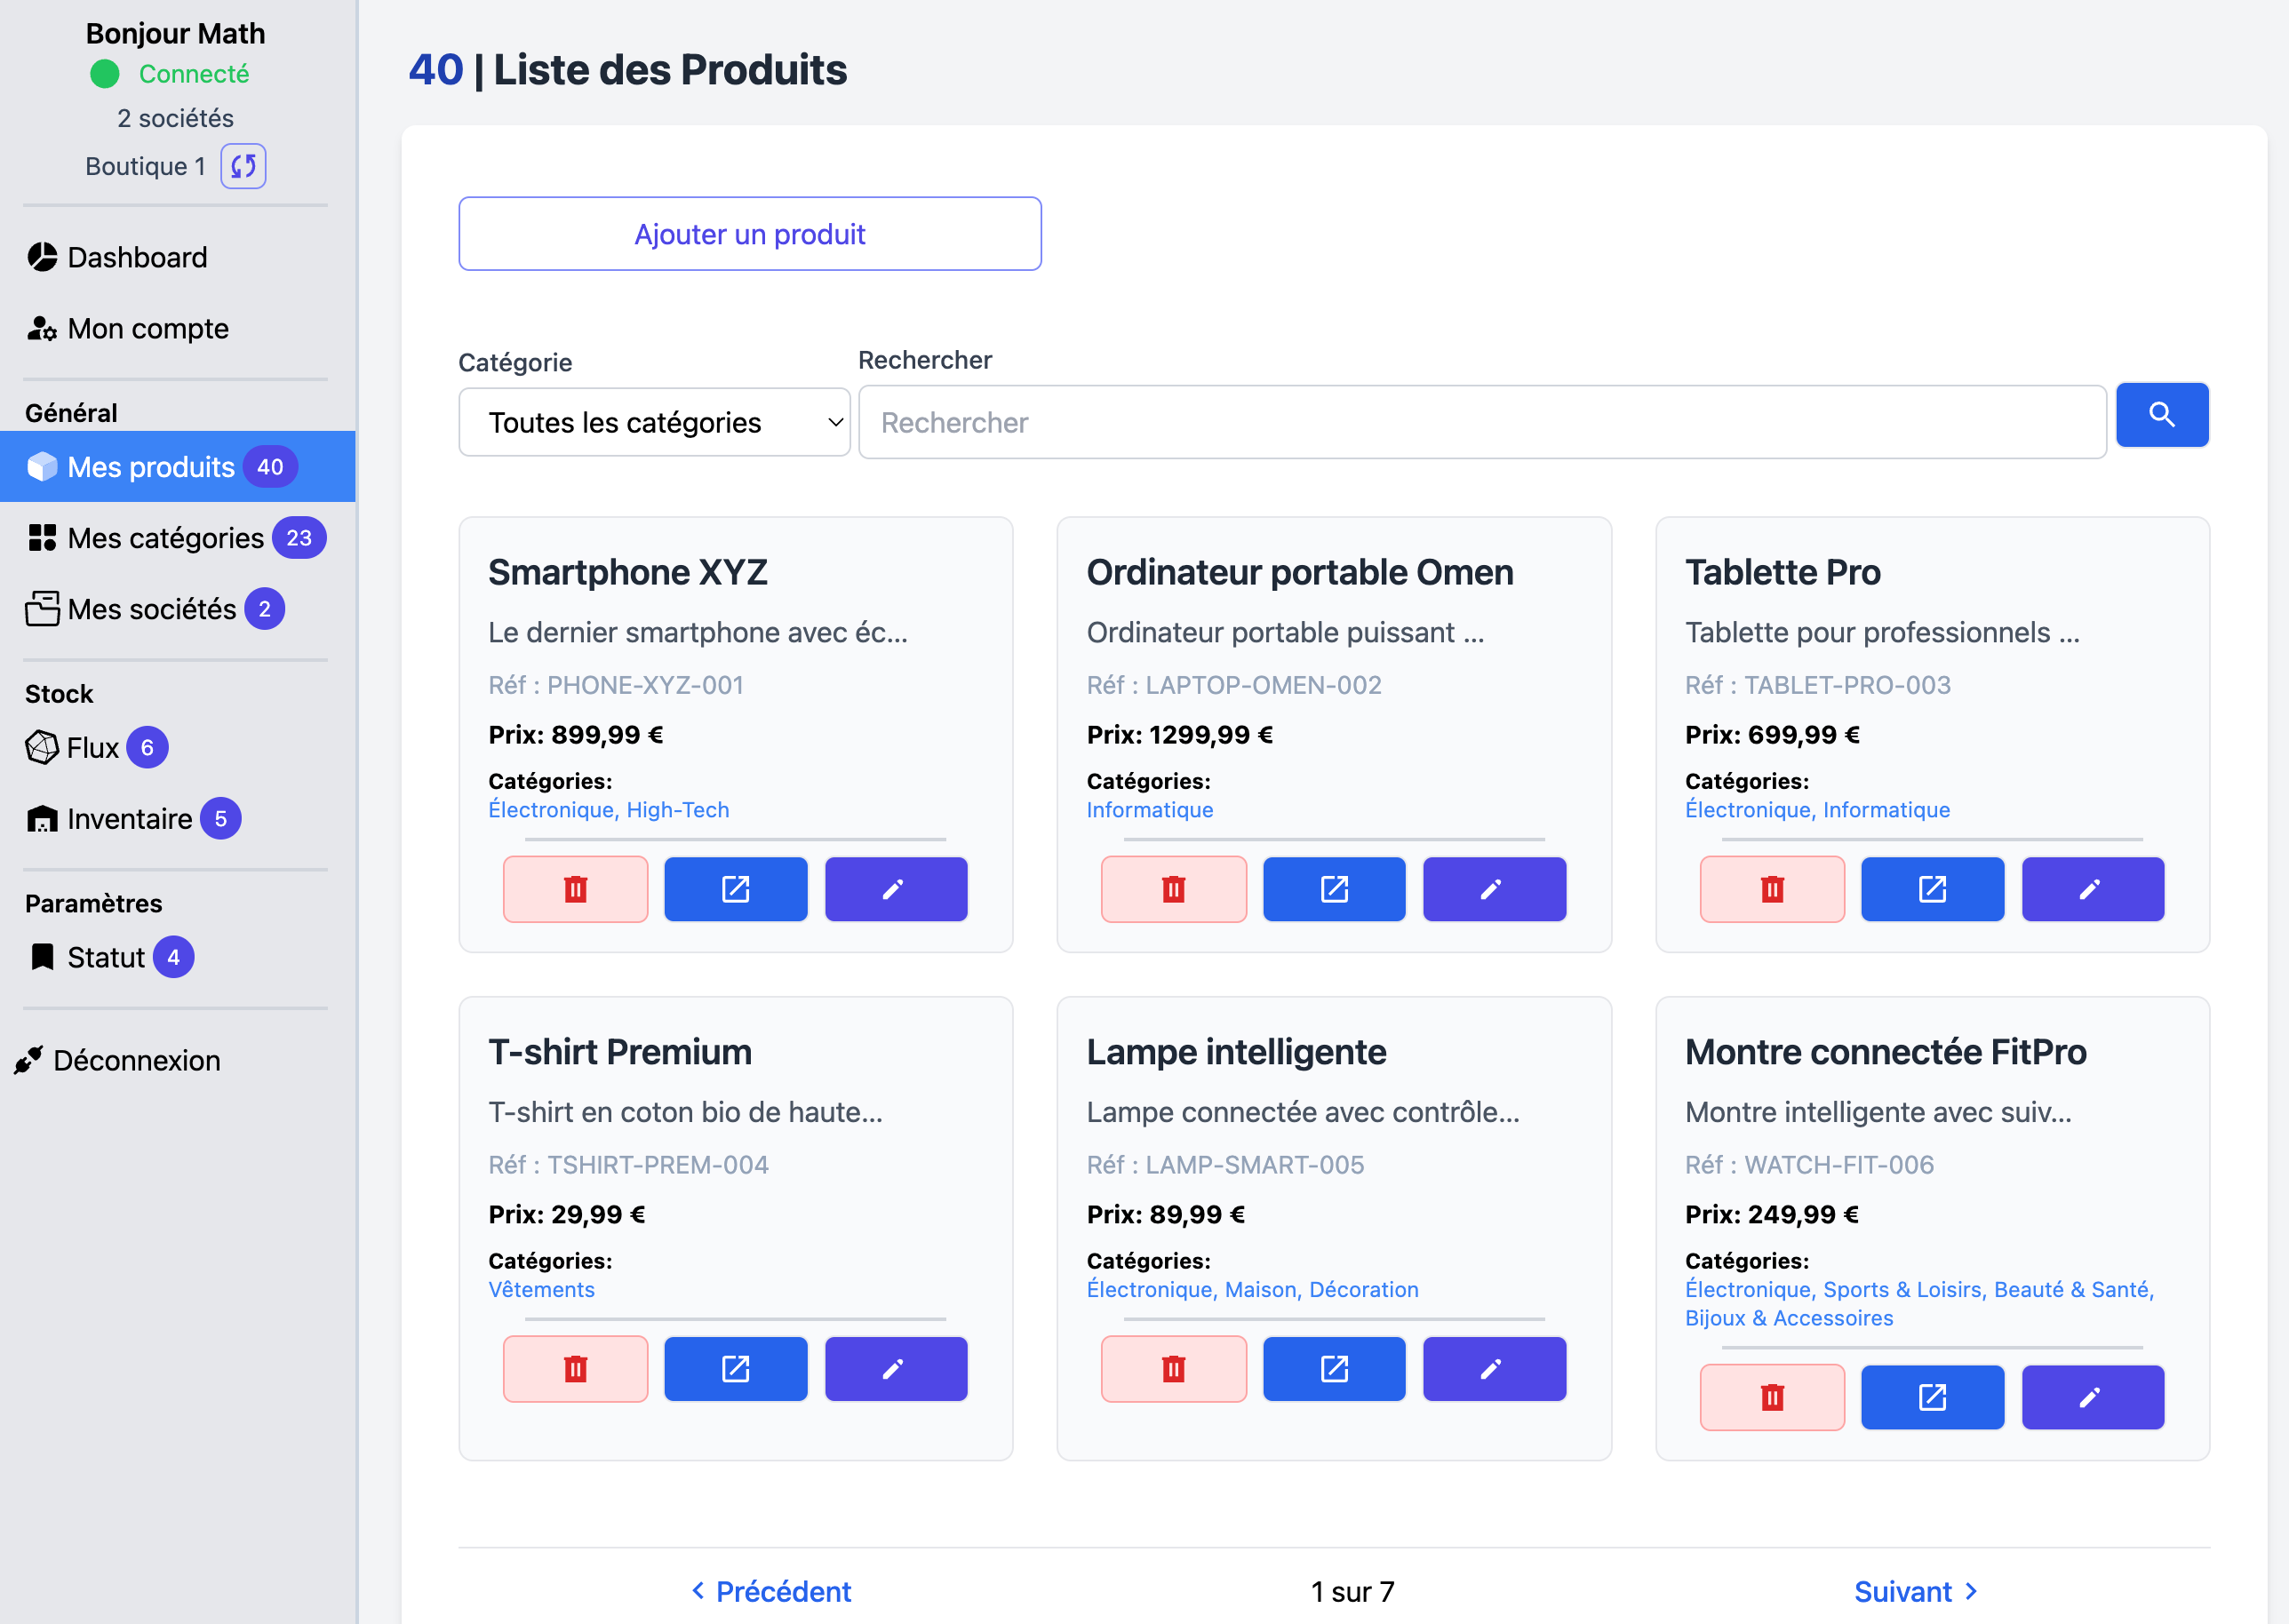 Bonjour Math
Connecté
2 sociétés
Boutique 1
Dashboard
Mon compte
Général
Mes produits 40
Mes catégories 23
Mes sociétés 2
Stock
Flux 6
Inventaire 5
Paramètres
Statut 4
Déconnexion
40 | Liste des Produits
Ajouter un produit
Catégorie
Toutes les catégories
Rechercher
Rechercher
Smartphone XYZ
Le dernier smartphone avec éc...
Réf : PHONE-XYZ-001
Prix: 899,99 €
Catégories:
Électronique, High-Tech
Ordinateur portable Omen
Ordinateur portable puissant ...
Réf : LAPTOP-OMEN-002
Prix: 1299,99 €
Catégories:
Informatique
Tablette Pro
Tablette pour professionnels ...
Réf : TABLET-PRO-003
Prix: 699,99 €
Catégories:
Électronique, Informatique
T-shirt Premium
T-shirt en coton bio de haute...
Réf : TSHIRT-PREM-004
Prix: 29,99 €
Catégories:
Vêtements
Lampe intelligente
Lampe connectée avec contrôle...
Réf : LAMP-SMART-005
Prix: 89,99 €
Catégories:
Électronique, Maison, Décoration
Montre connectée FitPro
Montre intelligente avec suiv...
Réf : WATCH-FIT-006
Prix: 249,99 €
Catégories:
Électronique, Sports & Loisirs, Beauté & Santé,
Bijoux & Accessoires
Précédent
1 sur 7
Suivant